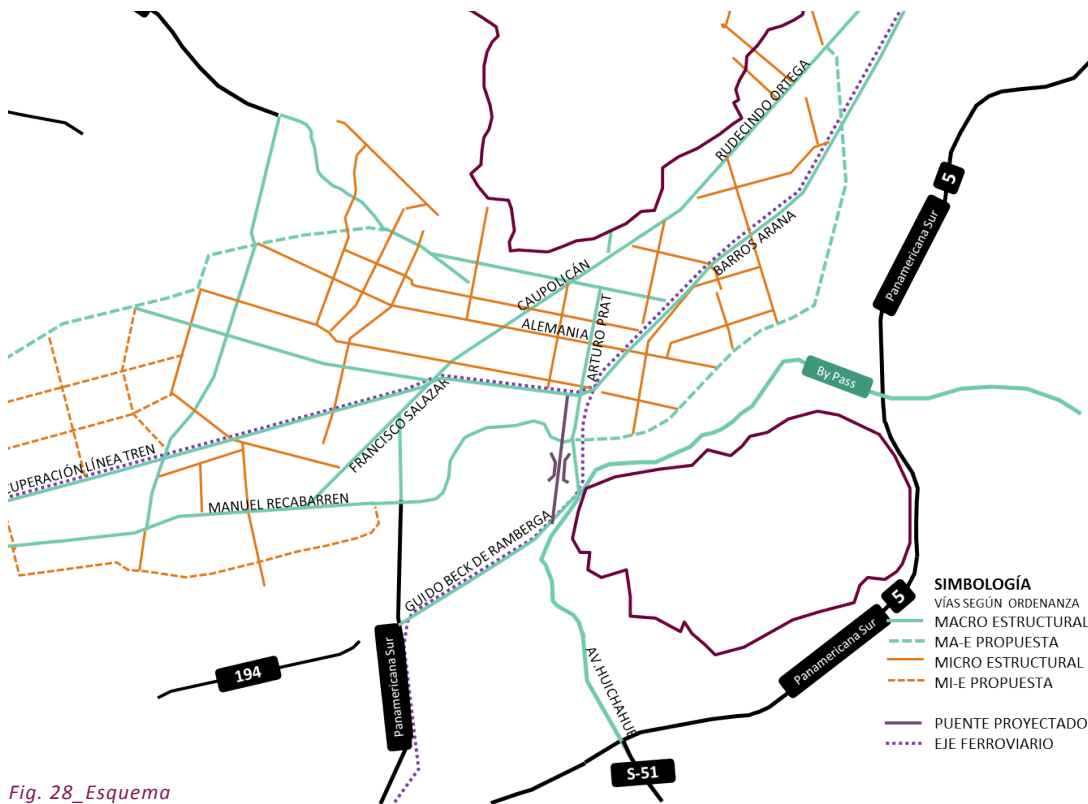 RUDECINDO ORTEGA
5
Panamericana Sur
BARROS ARANA
CAUPOLICÁN
ALEMANIA
ARTURO PRAT
By Pass
FRANCISCO SALAZAR
CUPERACIÓN LÍNEA TREN
MANUEL RECABARREN
GUIDO BECK DE RAMBERGA
SIMBOLOGÍA
VÍAS SEGÚN ORDENANZA
MACRO ESTRUCTURAL
MA-E PROPUESTA
MICRO ESTRUCTURAL
MI-E PROPUESTA
PUENTE PROYECTADO
EJE FERROVIARIO
5
Panamericana Sur
Panamericana Sur
194
AV.HUICHAHUE
S-51
Fig. 28_Esquema